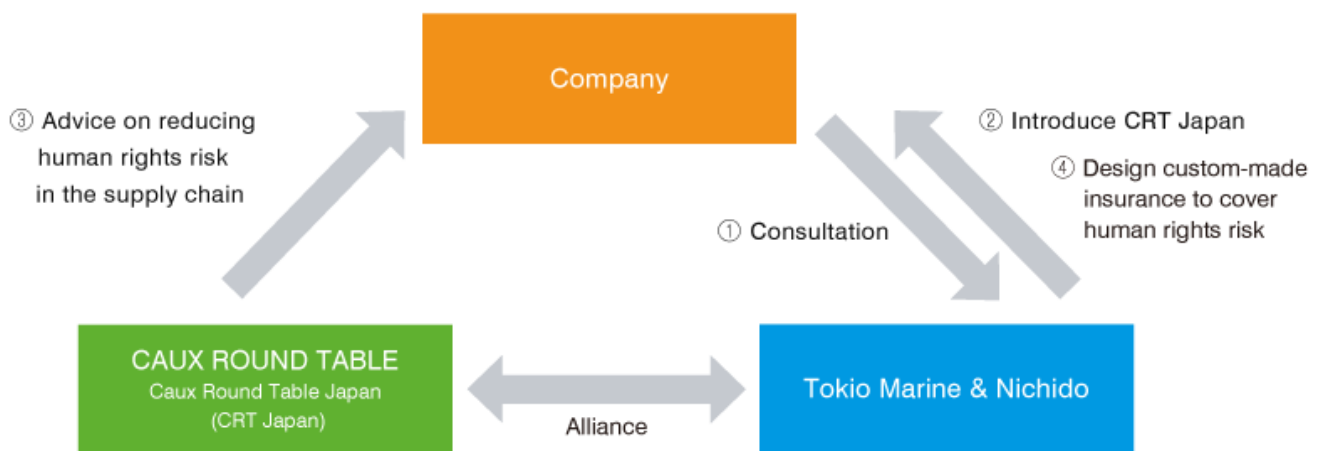 Company
③ Advice on reducing
human rights risk
in the supply chain
② Introduce CRT Japan
④ Design custom-made
insurance to cover
human rights risk
① Consultation
CAUX ROUND TABLE
Caux Round Table Japan
(CRT Japan)
Alliance
Tokio Marine & Nichido